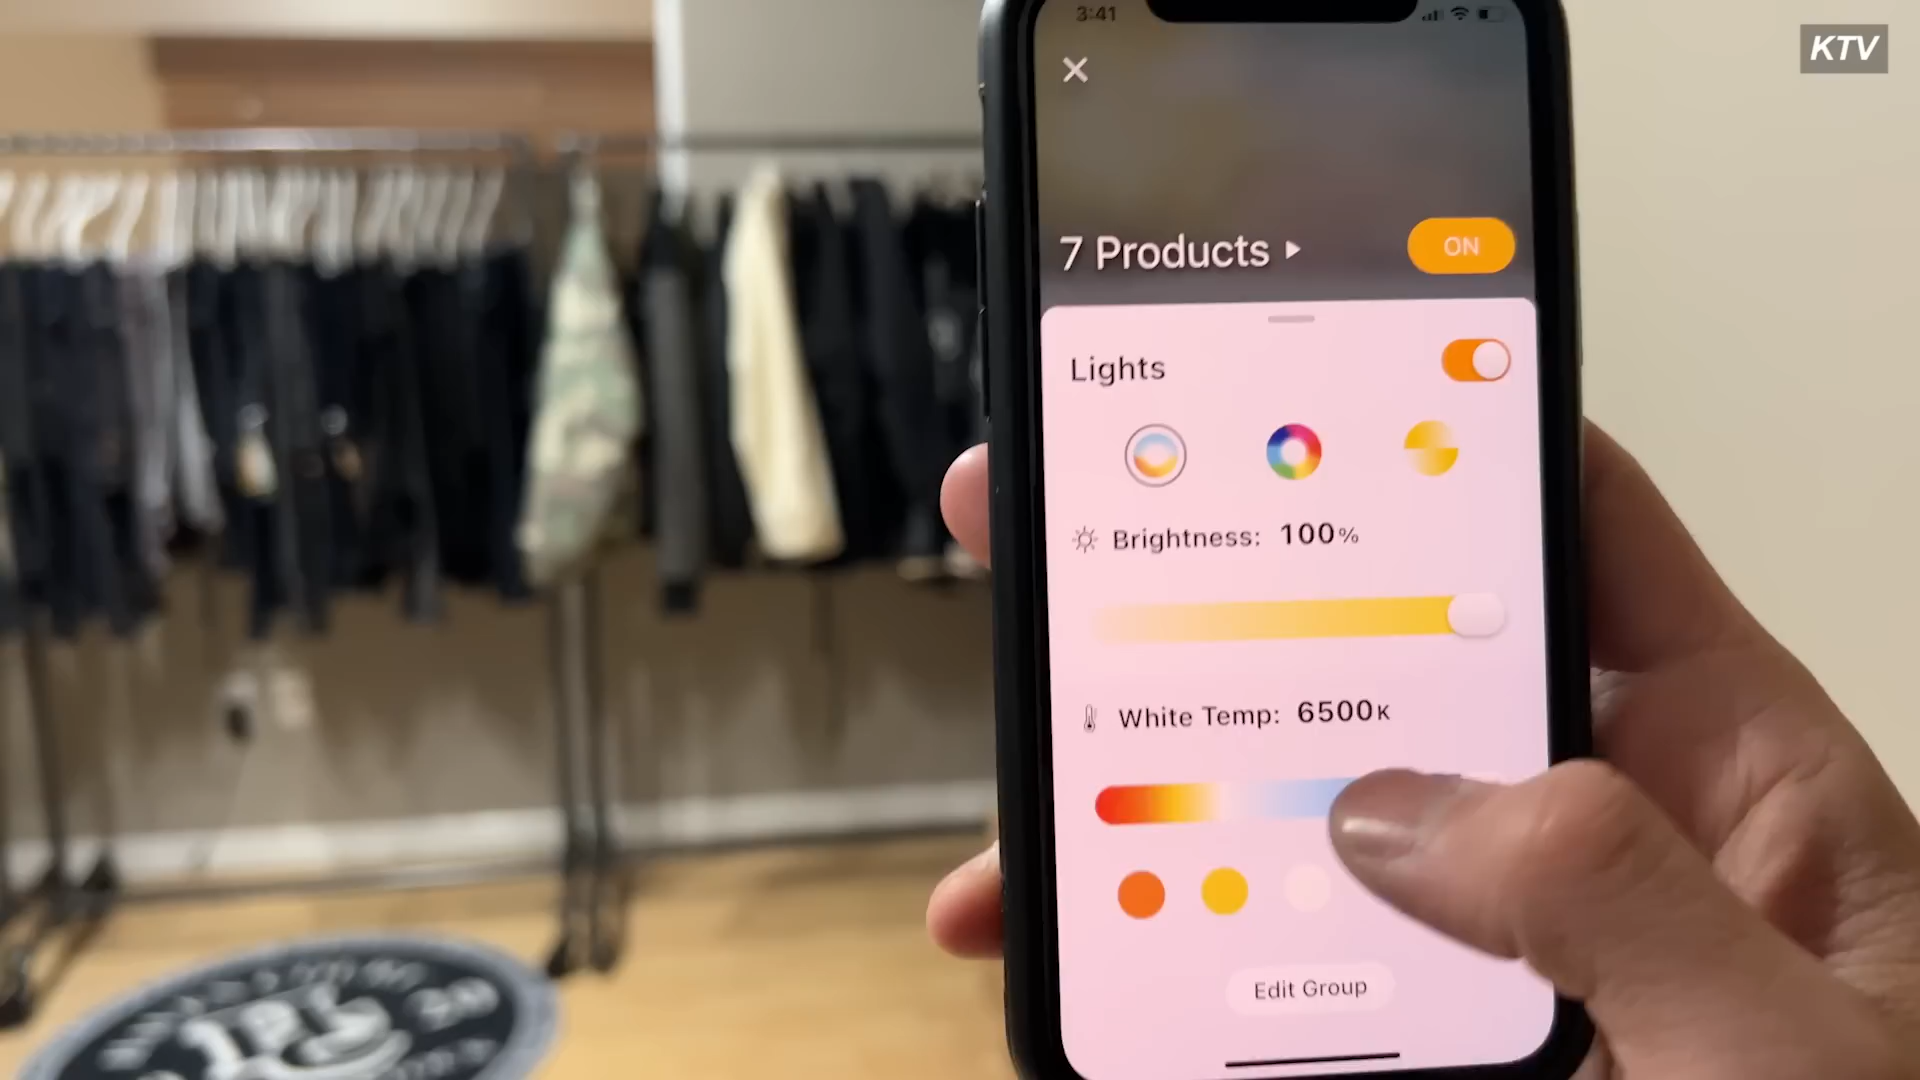 3:41
KTV
7 Products
ON
Lights
Brightness: 100%
White Temp: 6500K
Edit Group